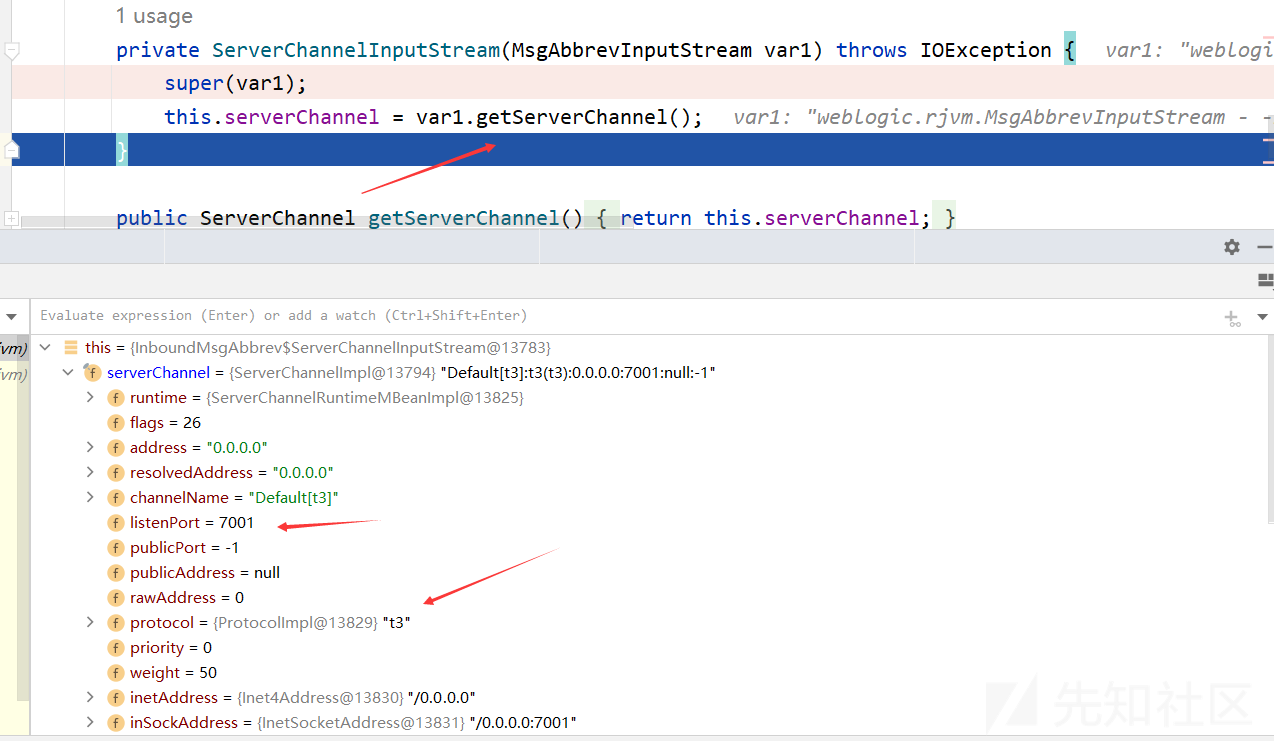 1 usage
private ServerChannelInputStream(MsgAbbrevInputStream var1) throws IOException { var1: "weblogi
super(var1);
this.serverChannel = var1.getServerChannel(); var1: "weblogic.rjvm.MsgAbbrevInputStream - -
}
public ServerChannel getServerChannel() { return this.serverChannel; }
Evaluate expression (Enter) or add a watch (Ctrl+Shift+Enter)
vm)
this = {InboundMsgAbbrev$ServerChannelInputStream@13783}
vm)
serverChannel = {ServerChannelImpl@13794} "Default[t3]:t3(t3):0.0.0.0:7001:null:-1"
runtime = {ServerChannelRuntimeMBeanImpl@13825}
flags = 26
address = "0.0.0.0"
resolvedAddress = "0.0.0.0"
channelName = "Default[t3]"
listenPort = 7001
publicPort = -1
publicAddress = null
rawAddress = 0
protocol = {ProtocolImpl@13829} "t3"
priority = 0
weight = 50
inetAddress = {Inet4Address@13830} "/0.0.0.0"
inSockAddress = {InetSocketAddress@13831} "/0.0.0.0:7001"
先知社区